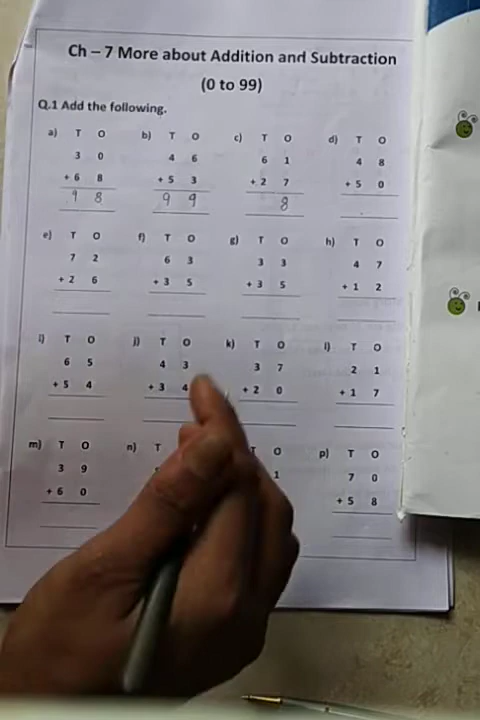 Ch – 7 More about Addition and Subtraction
(0 to 99)
Q.1 Add the following.
a) T O b) T O c) T O d) T O
3 0 4 6 6 1 4 8
+ 6 8 + 5 3 + 2 7 + 5 0
9 8 9 9 8
e) T O f) T O g) T O h) T O
7 2 6 3 3 3 4 7
+ 2 6 + 3 5 + 3 5 + 1 2
i) T O j) T O k) T O l) T O
6 5 4 3 3 7 2 1
+ 5 4 + 3 4 + 2 0 + 1 7
m) T O n) T T O p) T O
3 9 1 7 0
+ 6 0 + 5 8